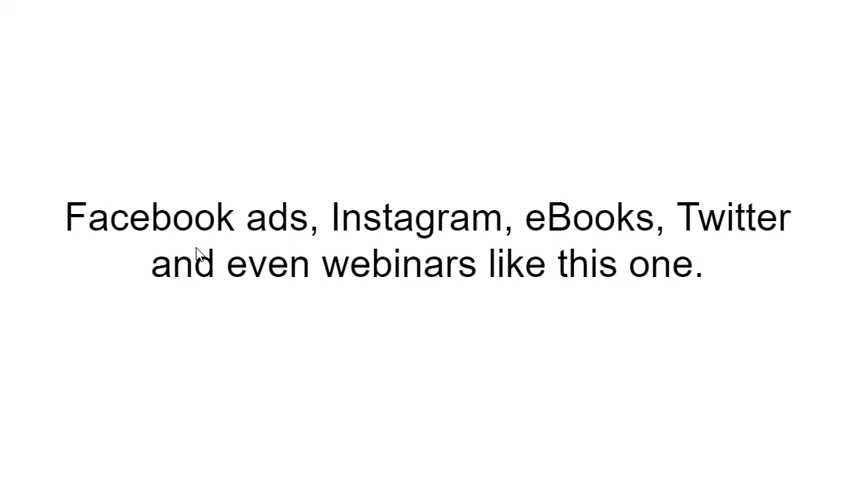 Facebook ads, Instagram, eBooks, Twitter
and even webinars like this one.